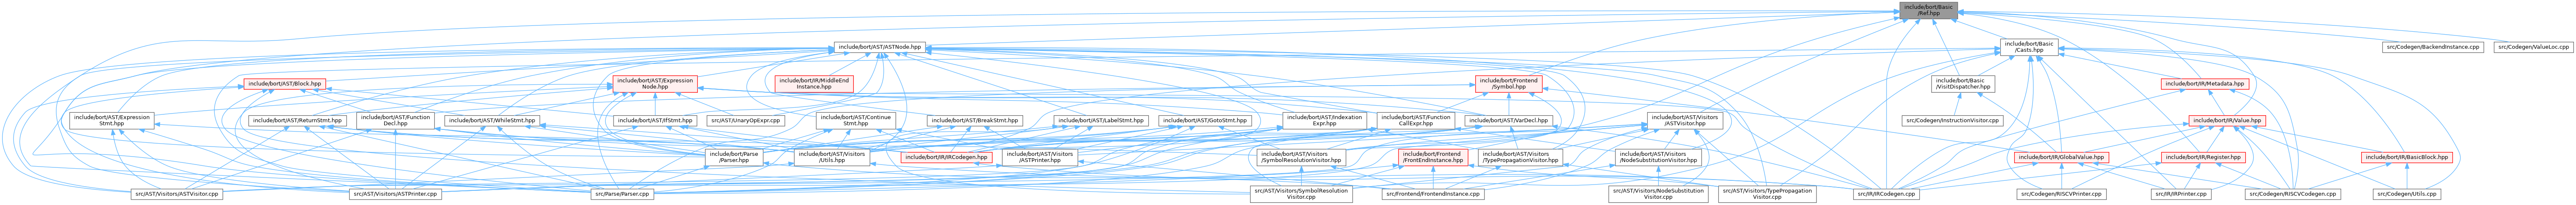 include/bort/Basic
/Ref.hpp
include/bort/AST/ASTNode.hpp
include/bort/Basic
/Casts.hpp
src/Codegen/BackendInstance.cpp
src/Codegen/ValueLoc.cpp
include/bort/AST/Block.hpp
include/bort/AST/Expression
Node.hpp
include/bort/IR/MiddleEnd
Instance.hpp
include/bort/Frontend
/Symbol.hpp
include/bort/Basic
/VisitDispatcher.hpp
include/bort/IR/Metadata.hpp
include/bort/AST/Expression
Stmt.hpp
include/bort/AST/ReturnStmt.hpp
include/bort/AST/Function
Decl.hpp
include/bort/AST/WhileStmt.hpp
include/bort/AST/IfStmt.hpp
src/AST/UnaryOpExpr.cpp
include/bort/AST/Continue
Stmt.hpp
include/bort/AST/BreakStmt.hpp
include/bort/AST/LabelStmt.hpp
include/bort/AST/GotoStmt.hpp
include/bort/AST/Indexation
Expr.hpp
include/bort/AST/Function
CallExpr.hpp
include/bort/AST/VarDecl.hpp
include/bort/AST/Visitors
/ASTVisitor.hpp
src/Codegen/InstructionVisitor.cpp
include/bort/IR/Value.hpp
include/bort/Parse
/Parser.hpp
include/bort/AST/Visitors
/Utils.hpp
include/bort/IR/IRCodegen.hpp
include/bort/AST/Visitors
/ASTPrinter.hpp
include/bort/AST/Visitors
/SymbolResolutionVisitor.hpp
include/bort/Frontend
/FrontEndInstance.hpp
include/bort/AST/Visitors
/TypePropagationVisitor.hpp
include/bort/AST/Visitors
/NodeSubstitutionVisitor.hpp
include/bort/IR/GlobalValue.hpp
include/bort/IR/Register.hpp
include/bort/IR/BasicBlock.hpp
src/AST/Visitors/ASTVisitor.cpp
src/AST/Visitors/ASTPrinter.cpp
src/Parse/Parser.cpp
src/AST/Visitors/SymbolResolution
Visitor.cpp
src/Frontend/FrontendInstance.cpp
src/AST/Visitors/NodeSubstitution
Visitor.cpp
src/AST/Visitors/TypePropagation
Visitor.cpp
src/IR/IRCodegen.cpp
src/Codegen/RISCVPrinter.cpp
src/IR/IRPrinter.cpp
src/Codegen/RISCVCodegen.cpp
src/Codegen/Utils.cpp